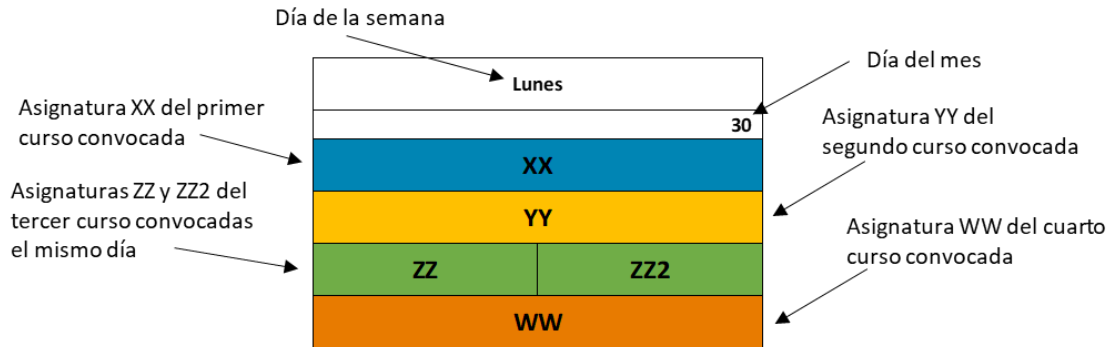 Día de la semana
Lunes
Día del mes
30
Asignatura XX del primer
curso convocada
XX
Asignatura YY del
segundo curso convocada
YY
Asignaturas ZZ y ZZ2 del
tercer curso convocadas
el mismo día
ZZ
ZZ2
Asignatura WW del cuarto
curso convocada
WW